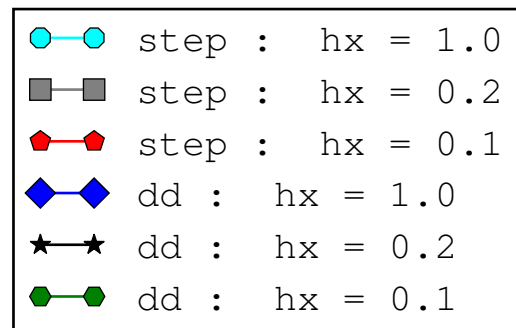 step : hx = 1.0
step : hx = 0.2
step : hx = 0.1
dd : hx = 1.0
dd : hx = 0.2
dd : hx = 0.1